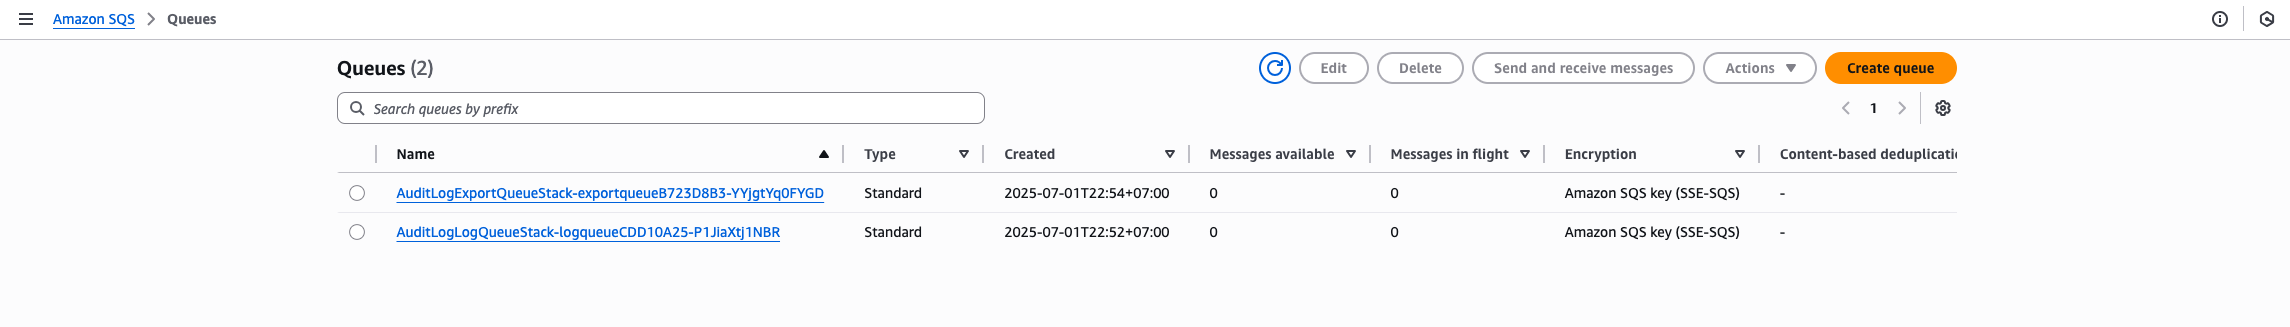 Amazon SQS > Queues
Queues (2)
Edit
Delete
Send and receive messages
Actions
Create queue
Search queues by prefix
1
Name Type Created Messages available Messages in flight Encryption Content-based deduplicatio
AuditLogExportQueueStack-exportqueueB723D8B3-YYjgtYq0FYGD Standard 2025-07-01T22:54+07:00 0 0 Amazon SQS key (SSE-SQS) -
AuditLogLogQueueStack-logqueueCDD10A25-P1JiaXtj1NBR Standard 2025-07-01T22:52+07:00 0 0 Amazon SQS key (SSE-SQS) -